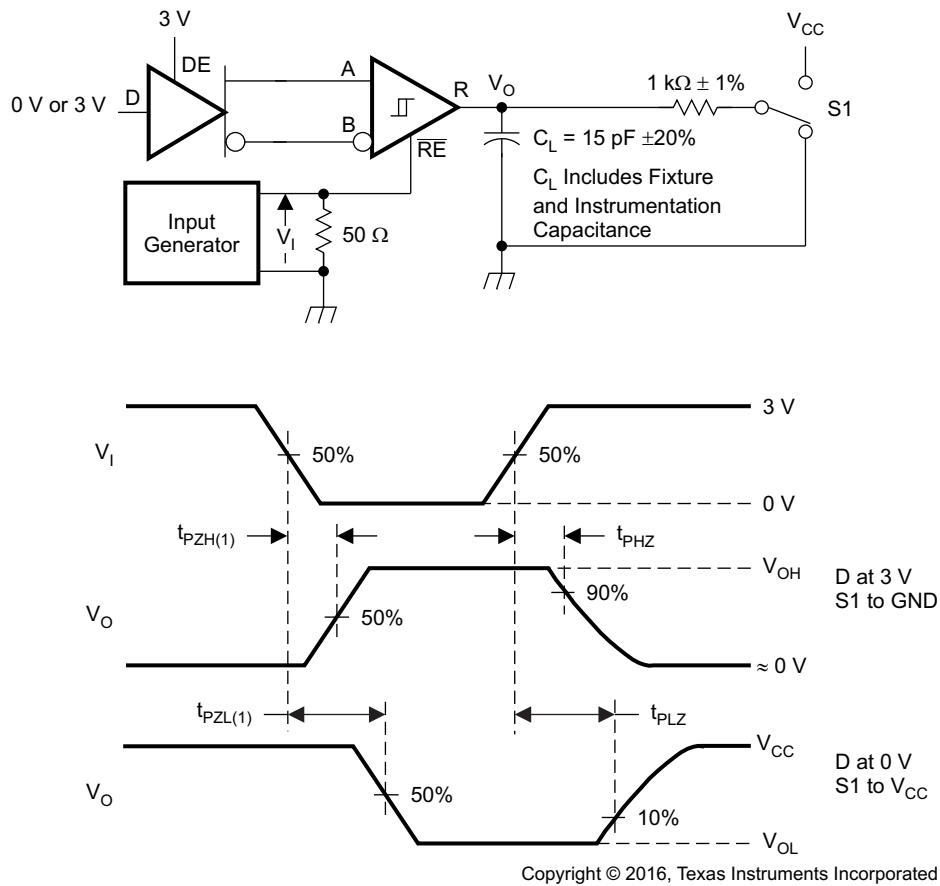 3 V
V_CC
DE
A
D
R
V_O
1 kΩ ± 1%
0 V or 3 V
S1
B
RE
C_L = 15 pF ±20%
C_L Includes Fixture
and Instrumentation
Capacitance
Input
Generator
V_I
50 Ω
3 V
V_I
50%
50%
0 V
t_PZH(1)
t_PHZ
V_OH
D at 3 V
S1 to GND
90%
V_O
50%
≈ 0 V
t_PZL(1)
t_PLZ
V_CC
D at 0 V
S1 to V_CC
V_O
50%
10%
V_OL
Copyright © 2016, Texas Instruments Incorporated